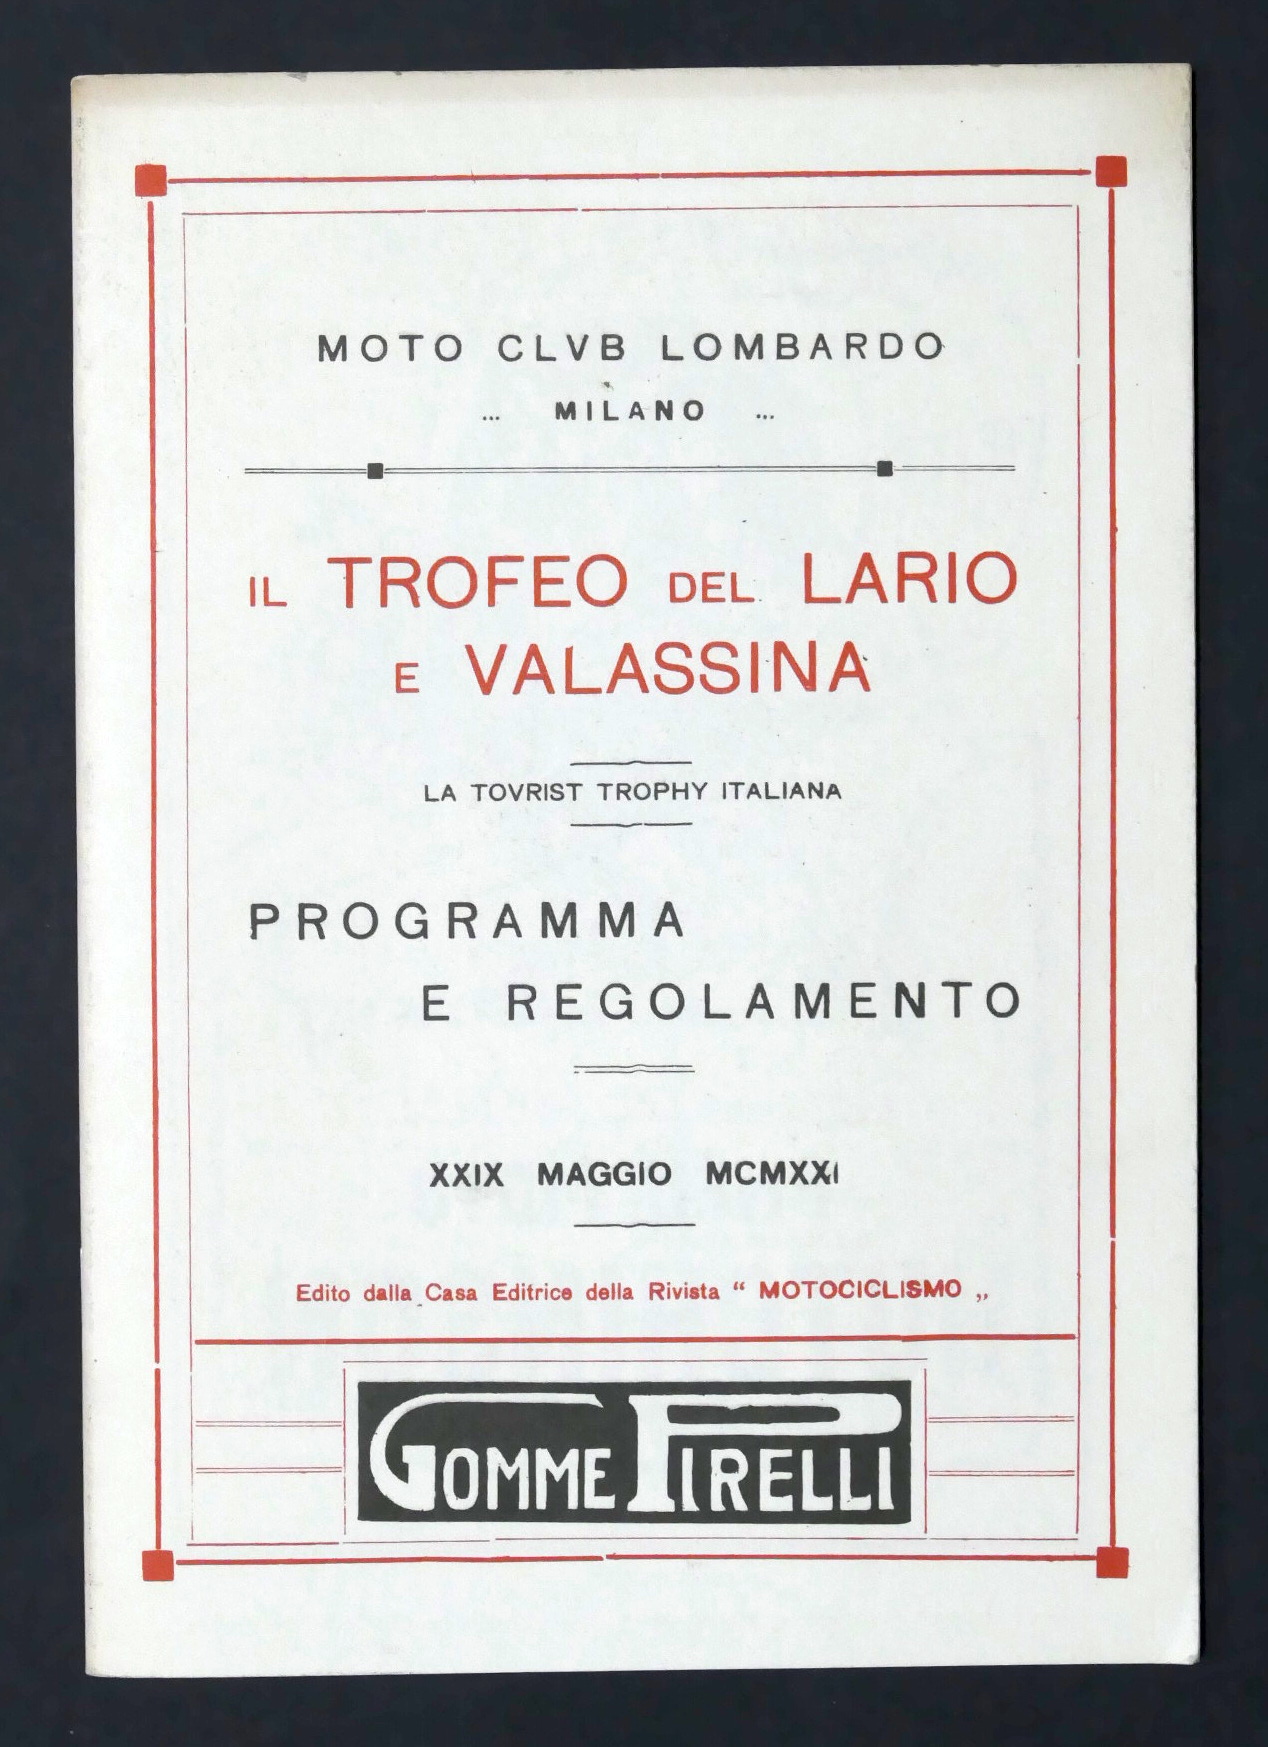 MOTO CLVB LOMBARDO
... MILANO ...
IL TROFEO DEL LARIO
E VALASSINA
LA TOVRIST TROPHY ITALIANA
PROGRAMMA
E REGOLAMENTO
XXIX MAGGIO MCMXXI
Edito dalla Casa Editrice della Rivista “ MOTOCICLISMO „
GOMME PIRELLI